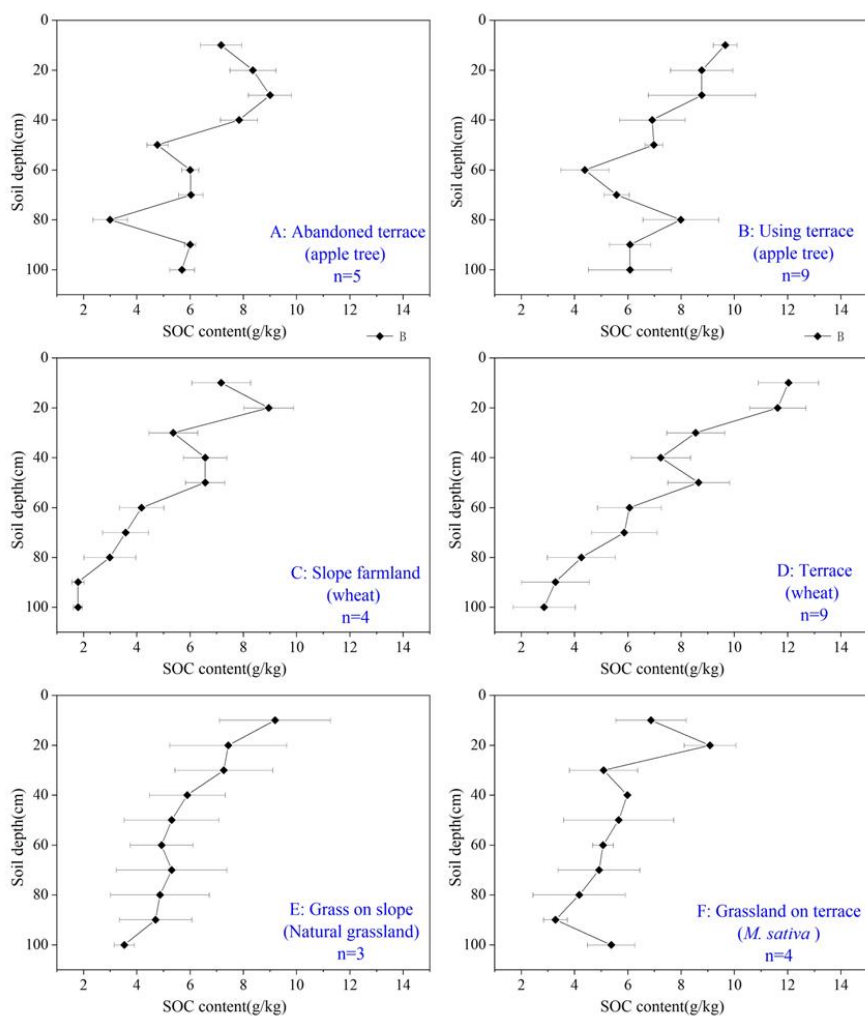 0
20
40
60
80
100
Soil depth(cm)
A: Abandoned terrace
(apple tree)
n=5
2 4 6 8 10 12 14
SOC content(g/kg)
0
20
40
60
80
100
Soil depth(cm)
B: Using terrace
(apple tree)
n=9
2 4 6 8 10 12 14
SOC content(g/kg)
B
B
0
20
40
60
80
100
Soil depth(cm)
C: Slope farmland
(wheat)
n=4
2 4 6 8 10 12 14
SOC content(g/kg)
0
20
40
60
80
100
Soil depth(cm)
D: Terrace
(wheat)
n=9
2 4 6 8 10 12 14
SOC content(g/kg)
0
20
40
60
80
100
Soil depth(cm)
E: Grass on slope
(Natural grassland)
n=3
2 4 6 8 10 12 14
SOC content(g/kg)
0
20
40
60
80
100
Soil depth(cm)
F: Grassland on terrace
(M. sativa )
n=4
2 4 6 8 10 12 14
SOC content(g/kg)